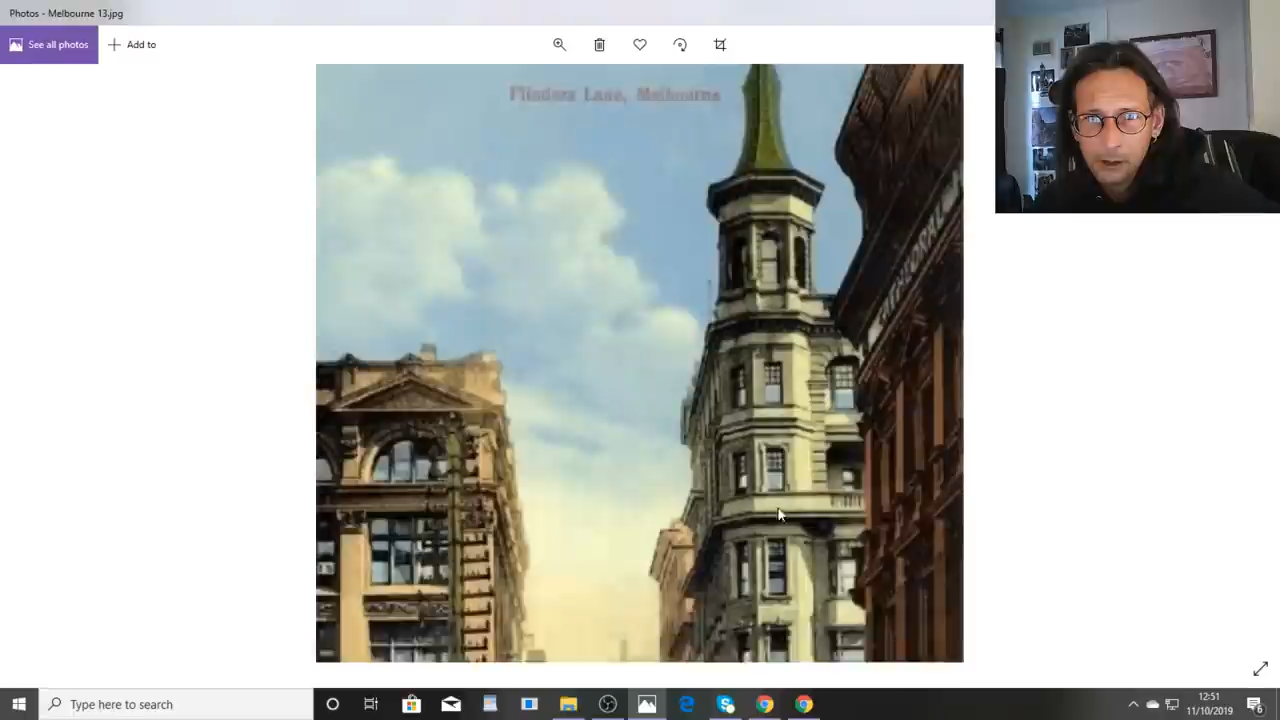 Photos - Melbourne 13.jpg
See all photos
Add to
Flinders Lane, Melbourne
Type here to search
12:51
11/10/2019
6